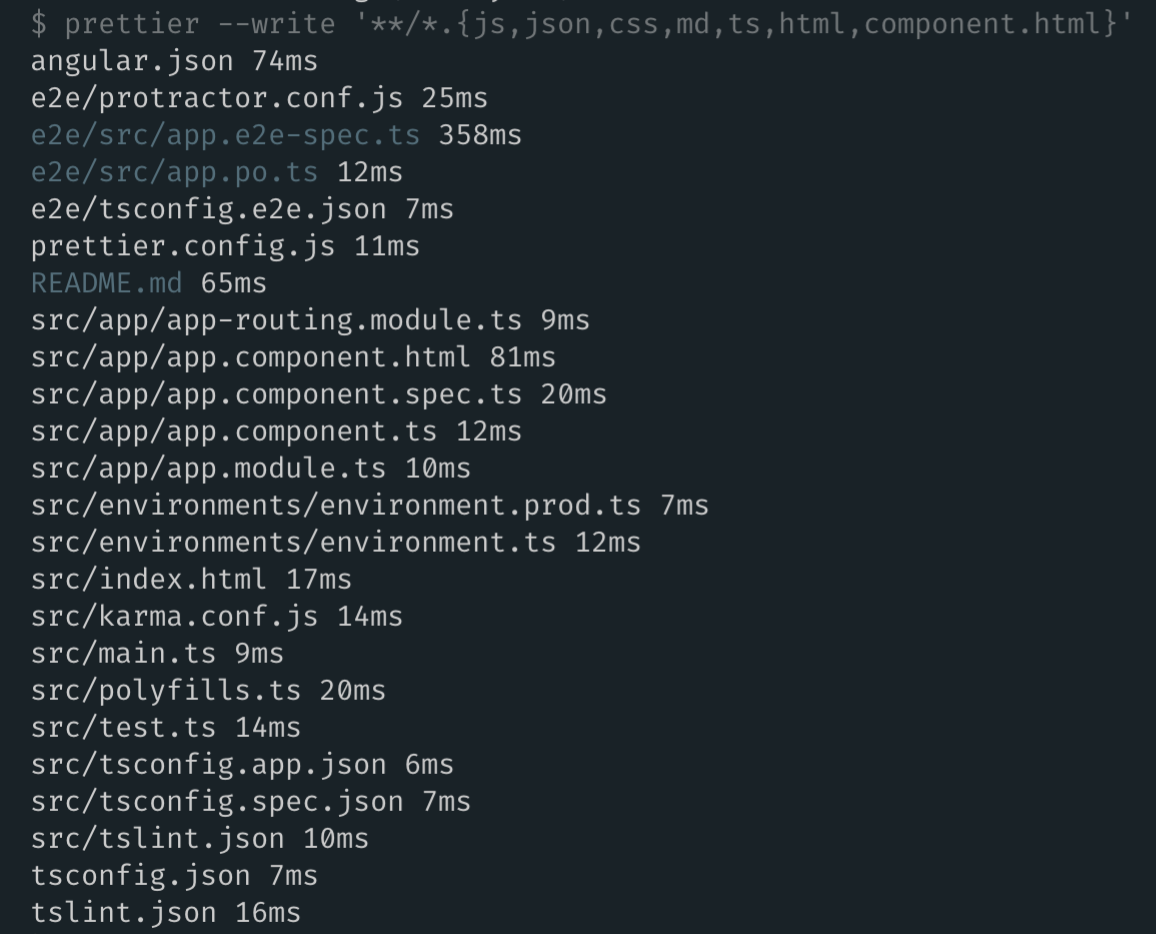 $ prettier --write '**/*.{js,json,css,md,ts,html,component.html}'
angular.json 74ms
e2e/protractor.conf.js 25ms
e2e/src/app.e2e-spec.ts 358ms
e2e/src/app.po.ts 12ms
e2e/tsconfig.e2e.json 7ms
prettier.config.js 11ms
README.md 65ms
src/app/app-routing.module.ts 9ms
src/app/app.component.html 81ms
src/app/app.component.spec.ts 20ms
src/app/app.component.ts 12ms
src/app/app.module.ts 10ms
src/environments/environment.prod.ts 7ms
src/environments/environment.ts 12ms
src/index.html 17ms
src/karma.conf.js 14ms
src/main.ts 9ms
src/polyfills.ts 20ms
src/test.ts 14ms
src/tsconfig.app.json 6ms
src/tsconfig.spec.json 7ms
src/tslint.json 10ms
tsconfig.json 7ms
tslint.json 16ms